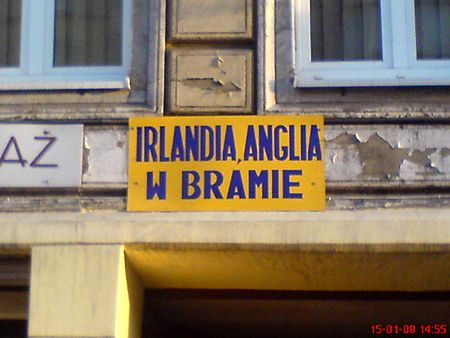 AŻ
IRLANDIA, ANGLIA
W BRAMIE
15-01-08 14:55